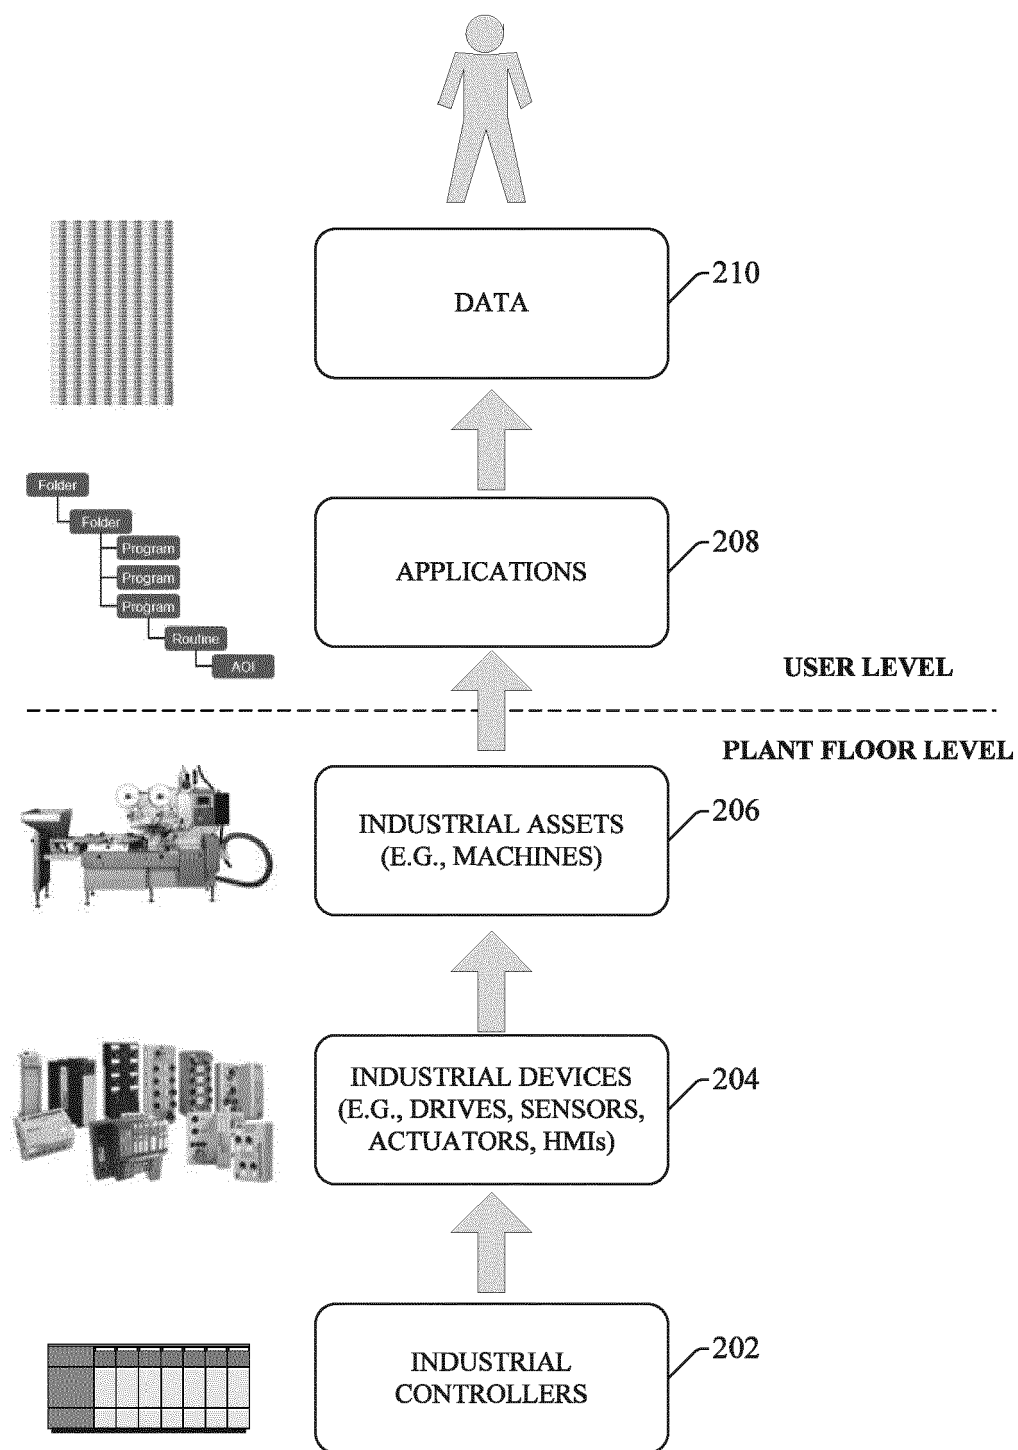 DATA
210
Folder
Folder
Program
Program
Program
Routine
AOI
APPLICATIONS
208
USER LEVEL
PLANT FLOOR LEVEL
INDUSTRIAL ASSETS
(E.G., MACHINES)
206
INDUSTRIAL DEVICES
(E.G., DRIVES, SENSORS,
ACTUATORS, HMIs)
204
INDUSTRIAL
CONTROLLERS
202